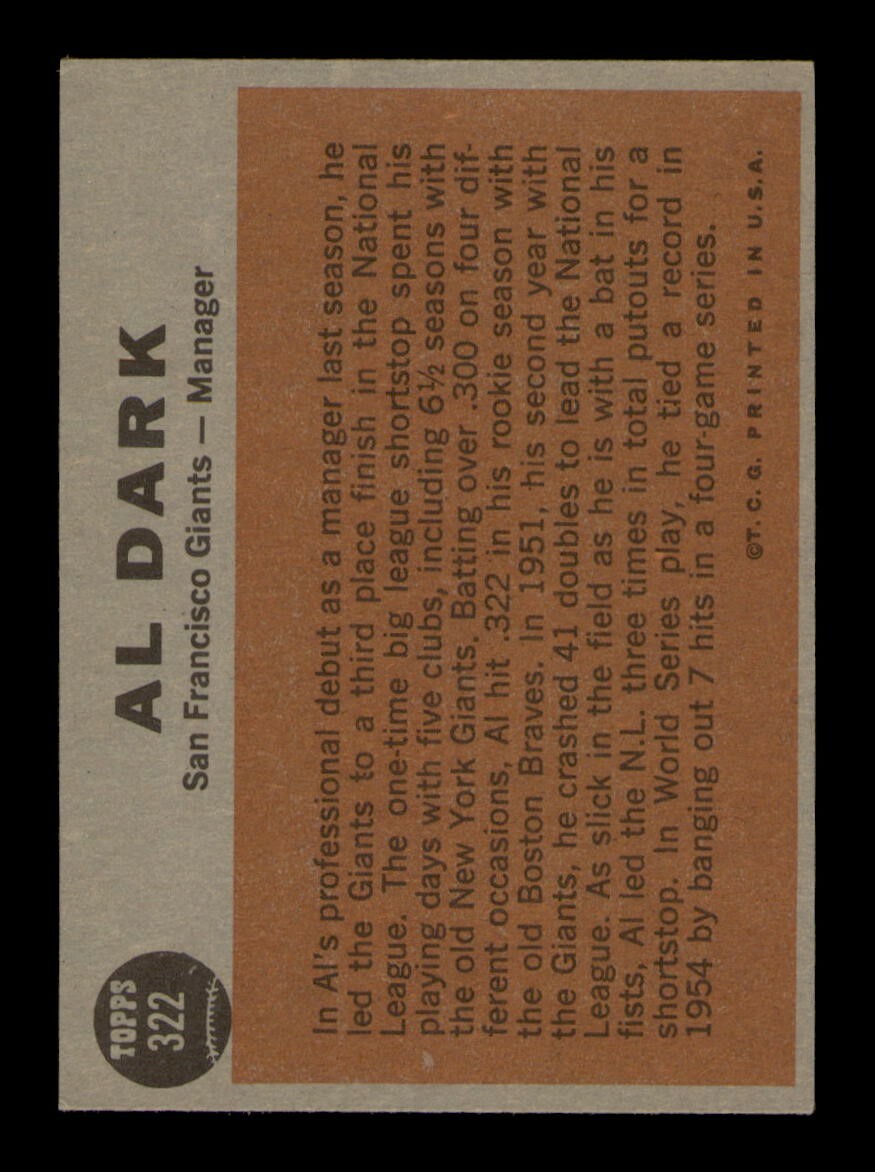 TOPPS
322
AL DARK
San Francisco Giants — Manager
In Al's professional debut as a manager last season, he
led the Giants to a third place finish in the National
League. The one-time big league shortstop spent his
playing days with five clubs, including 6½ seasons with
the old New York Giants. Batting over .300 on four dif-
ferent occasions, Al hit .322 in his rookie season with
the old Boston Braves. In 1951, his second year with
the Giants, he crashed 41 doubles to lead the National
League. As slick in the field as he is with a bat in his
fists, Al led the N.L. three times in total putouts for a
shortstop. In World Series play, he tied a record in
1954 by banging out 7 hits in a four-game series.
©T. C. G. PRINTED IN U.S.A.